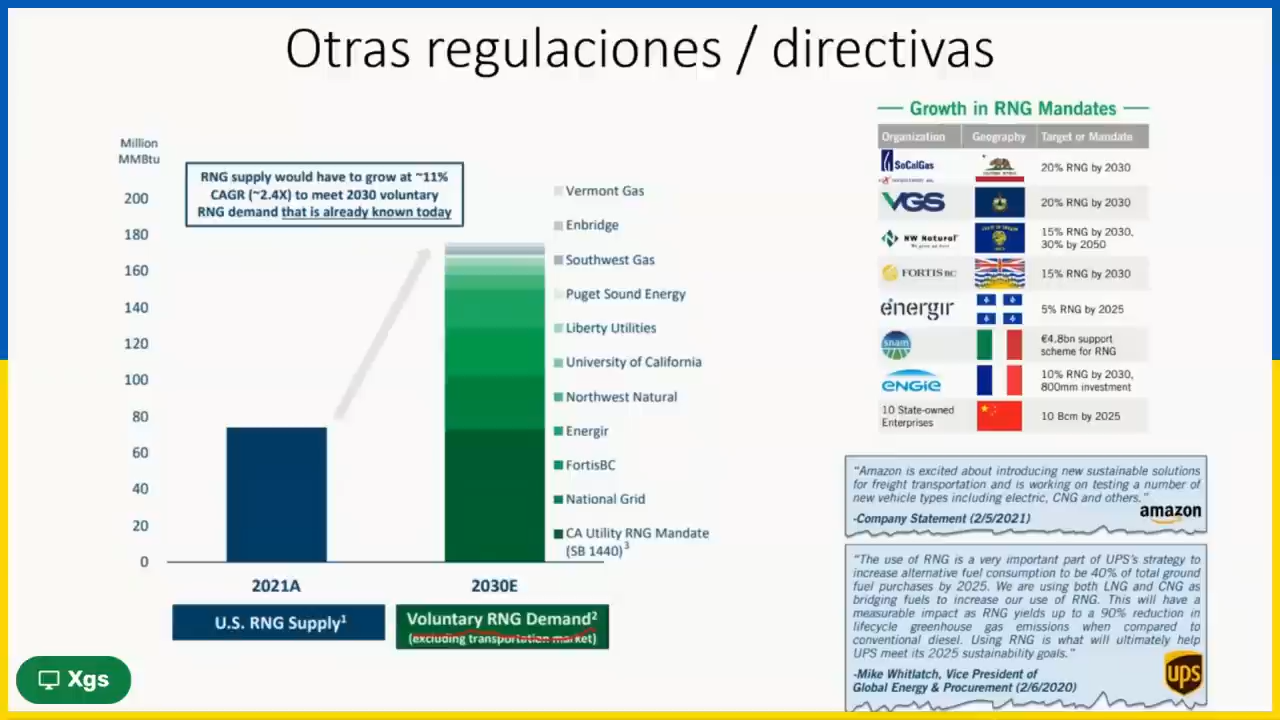 Otras regulaciones / directivas
Million
MMBtu
200
180
160
140
120
100
80
60
40
20
0
RNG supply would have to grow at ~11%
CAGR (~2.4X) to meet 2030 voluntary
RNG demand that is already known today
2021A
2030E
U.S. RNG Supply¹
Voluntary RNG Demand²
(excluding transportation market)
Vermont Gas
Enbridge
Southwest Gas
Puget Sound Energy
Liberty Utilities
University of California
Northwest Natural
Energir
FortisBC
National Grid
CA Utility RNG Mandate
(SB 1440)³
Growth in RNG Mandates
Organization Geography Target or Mandate
SoCalGas 20% RNG by 2030
VGS 20% RNG by 2030
NW Natural 15% RNG by 2030,
30% by 2050
FORTIS BC 15% RNG by 2030
énergir 5% RNG by 2025
snam €4.8bn support
scheme for RNG
ENGIE 10% RNG by 2030,
800mm investment
10 State-owned
Enterprises 10 Bcm by 2025
"Amazon is excited about introducing new sustainable solutions
for freight transportation and is working on testing a number of
new vehicle types including electric, CNG and others."
-Company Statement (2/5/2021)
amazon
"The use of RNG is a very important part of UPS's strategy to
increase alternative fuel consumption to be 40% of total ground
fuel purchases by 2025. We are using both LNG and CNG as
bridging fuels to increase our use of RNG. This will have a
measurable impact as RNG yields up to a 90% reduction in
lifecycle greenhouse gas emissions when compared to
conventional diesel. Using RNG is what will ultimately help
UPS meet its 2025 sustainability goals."
-Mike Whitlatch, Vice President of
Global Energy & Procurement (2/6/2020)
ups
Xgs